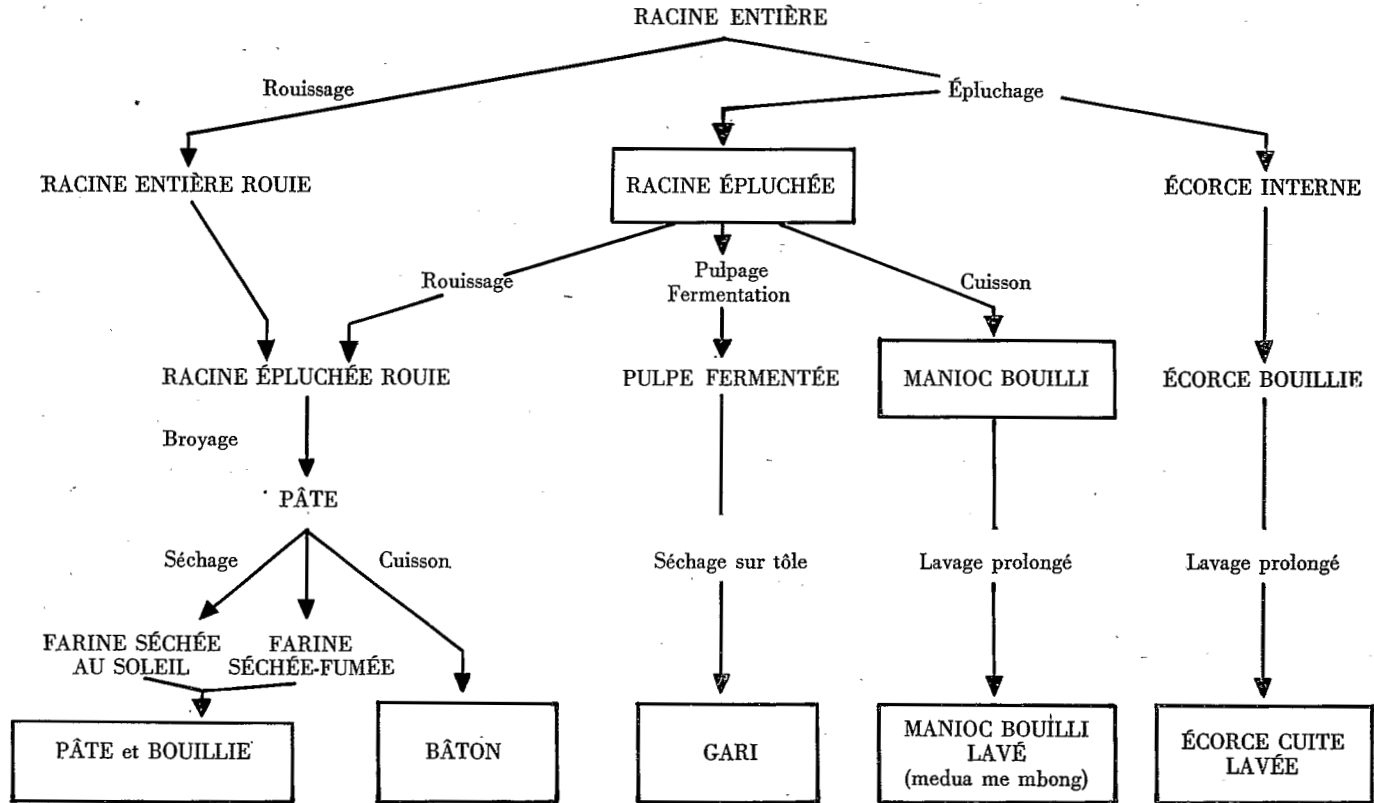 RACINE ENTIÈRE
Rouissage
Épluchage
RACINE ENTIÈRE ROUIE
RACINE ÉPLUCHÉE
ÉCORCE INTERNE
Rouissage
Pulpage
Fermentation
Cuisson
RACINE ÉPLUCHÉE ROUIE
PULPE FERMENTÉE
MANIOC BOUILLI
ÉCORCE BOUILLIE
Broyage
PÂTE
Séchage
Cuisson
Séchage sur tôle
Lavage prolongé
Lavage prolongé
FARINE SÉCHÉE
AU SOLEIL
FARINE
SÉCHÉE-FUMÉE
PÂTE et BOUILLIE
BÂTON
GARI
MANIOC BOUILLI
LAVÉ
(medua me mbong)
ÉCORCE CUITE
LAVÉE